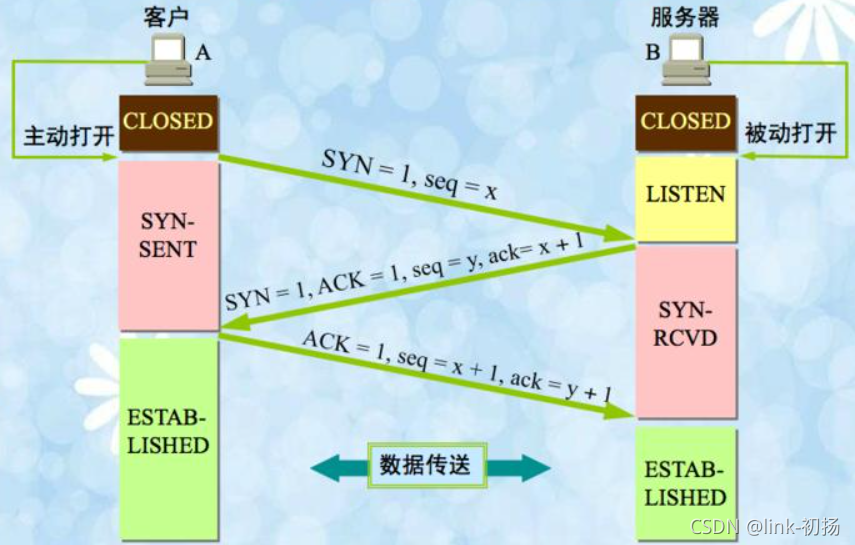 客户
服务器
A
B
CLOSED
CLOSED
主动打开
被动打开
SYN = 1, seq = x
LISTEN
SYN-
SENT
SYN = 1, ACK = 1, seq = y, ack= x + 1
SYN-
RCVD
ACK = 1, seq = x + 1, ack = y + 1
ESTAB-
LISHED
数据传送
ESTAB-
LISHED
CSDN @link-初扬